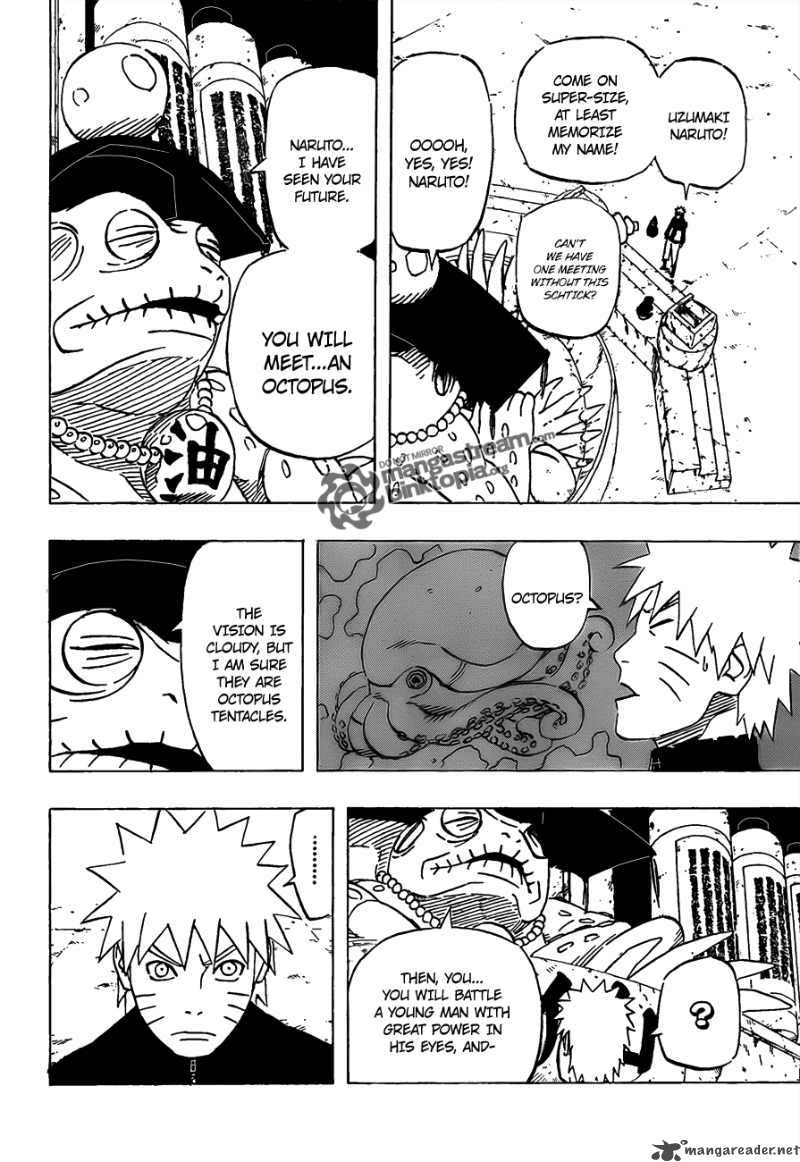 UZUMAKI
NARUTO!
COME ON
SUPER-SIZE,
AT LEAST
MEMORIZE
MY NAME!
CAN'T
WE HAVE
ONE MEETING
WITHOUT THIS
SCHTICK?
OOOOH,
YES, YES!
NARUTO!
NARUTO...
I HAVE
SEEN YOUR
FUTURE.
YOU WILL
MEET...AN
OCTOPUS.
油
DO NOT MIRROR
mangastream.com
binktopia.org
OCTOPUS?
THE
VISION IS
CLOUDY, BUT
I AM SURE
THEY ARE
OCTOPUS
TENTACLES.
?
THEN, YOU...
YOU WILL BATTLE
A YOUNG MAN WITH
GREAT POWER IN
HIS EYES, AND-
.........
mangareader.net